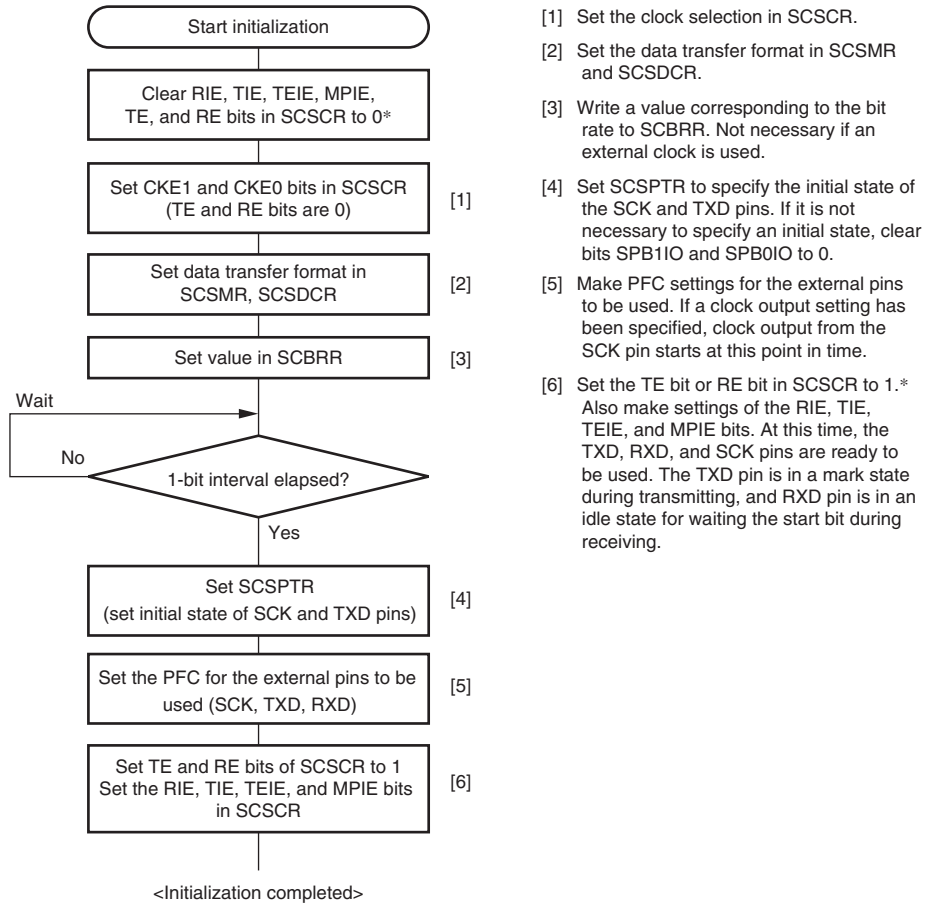 Start initialization
Clear RIE, TIE, TEIE, MPIE,
TE, and RE bits in SCSCR to 0*
Set CKE1 and CKE0 bits in SCSCR
(TE and RE bits are 0)
[1]
Set data transfer format in
SCSMR, SCSDCR
[2]
Set value in SCBRR
[3]
Wait
No
1-bit interval elapsed?
Yes
Set SCSPTR
(set initial state of SCK and TXD pins)
[4]
Set the PFC for the external pins to be
used (SCK, TXD, RXD)
[5]
Set TE and RE bits of SCSCR to 1
Set the RIE, TIE, TEIE, and MPIE bits
in SCSCR
[6]
<Initialization completed>
[1] Set the clock selection in SCSCR.
[2] Set the data transfer format in SCSMR
and SCSDCR.
[3] Write a value corresponding to the bit
rate to SCBRR. Not necessary if an
external clock is used.
[4] Set SCSPTR to specify the initial state of
the SCK and TXD pins. If it is not
necessary to specify an initial state, clear
bits SPB1IO and SPB0IO to 0.
[5] Make PFC settings for the external pins
to be used. If a clock output setting has
been specified, clock output from the
SCK pin starts at this point in time.
[6] Set the TE bit or RE bit in SCSCR to 1.*
Also make settings of the RIE, TIE,
TEIE, and MPIE bits. At this time, the
TXD, RXD, and SCK pins are ready to
be used. The TXD pin is in a mark state
during transmitting, and RXD pin is in an
idle state for waiting the start bit during
receiving.